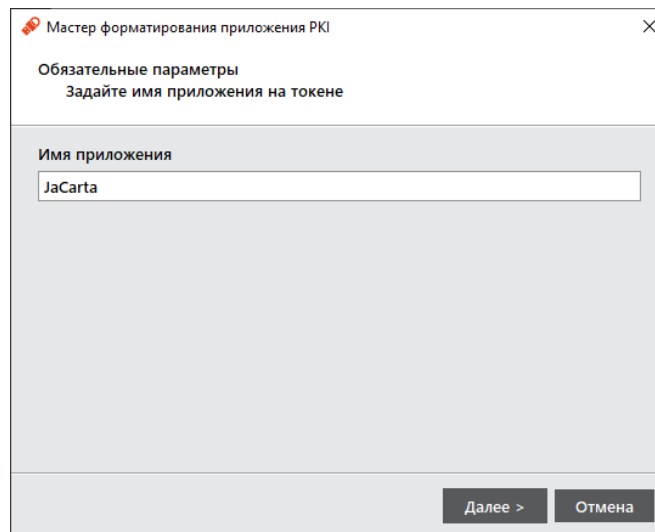 Мастер форматирования приложения PKI
Обязательные параметры
Задайте имя приложения на токене
Имя приложения
JaCarta
Далее >
Отмена